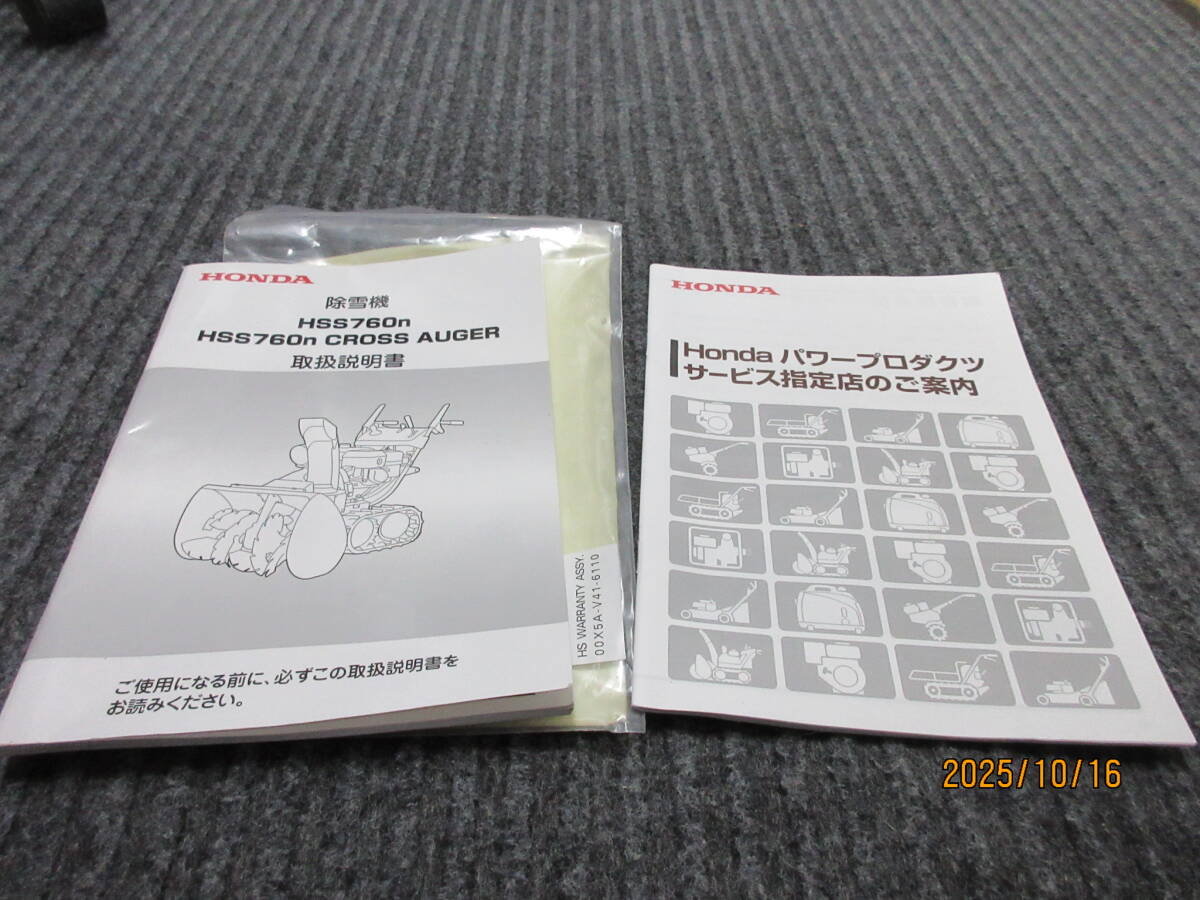 HONDA
除雪機
HSS760n
HSS760n CROSS AUGER
取扱説明書
ご使用になる前に、必ずこの取扱説明書を
お読みください。
HS WARRANTY ASSY.
00X5A-V41-6110
HONDA
Honda パワープロダクツ
サービス指定店のご案内
2025/10/16